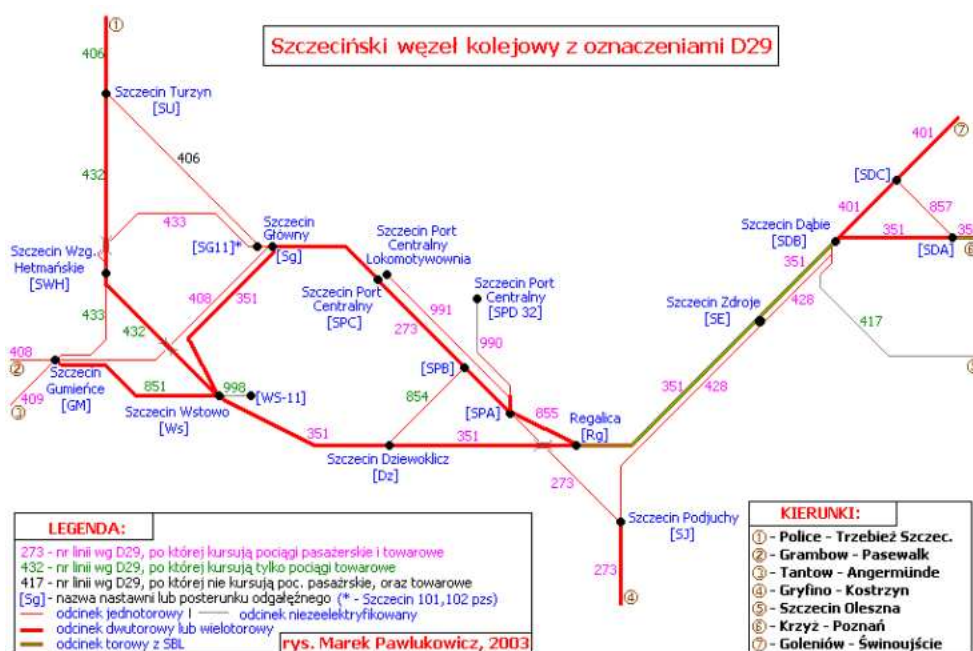 Szczeciński węzeł kolejowy z oznaczeniami D29
1
406
Szczecin Turzyn
[SU]
7
401
406
[SDC]
432
401
857
433
Szczecin
Główny
Szczecin Dąbie
[SDB]
351
[SDA]
6
[SG11]*
[Sg]
Szczecin Port
Centralny
Lokomotywownia
Szczecin Wzg.
Hetmańskie
[SWH]
408
351
Szczecin Port
Centralny
[SPC]
Szczecin Port
Centralny
[SPD 32]
991
351
428
Szczecin Zdroje
[SE]
433
432
273
990
417
408
2
409
3
Szczecin
Gumieńce
[GM]
851
998
[WS-11]
[SPB]
854
351
428
Szczecin Wstowo
[Ws]
[SPA]
855
Regalica
[Rg]
351
351
Szczecin Dziewoklicz
[Dz]
273
Szczecin Podjuchy
[SJ]
273
4
LEGENDA:
273 - nr linii wg D29, po której kursują pociągi pasażerskie i towarowe
432 - nr linii wg D29, po której kursują tylko pociągi towarowe
417 - nr linii wg D29, po której nie kursują poc. pasażrskie, oraz towarowe
[Sg] - nazwa nastawni lub posterunku odgałęźnego (* - Szczecin 101,102 pzs)
odcinek jednotorowy I odcinek niezeelektryfikowany
odcinek dwutorowy lub wielotorowy
odcinek torowy z SBL
rys. Marek Pawlukowicz, 2003
KIERUNKI:
1 - Police - Trzebież Szczec.
2 - Grambow - Pasewalk
3 - Tantow - Angermünde
4 - Gryfino - Kostrzyn
5 - Szczecin Oleszna
6 - Krzyż - Poznań
7 - Goleniów - Świnoujście